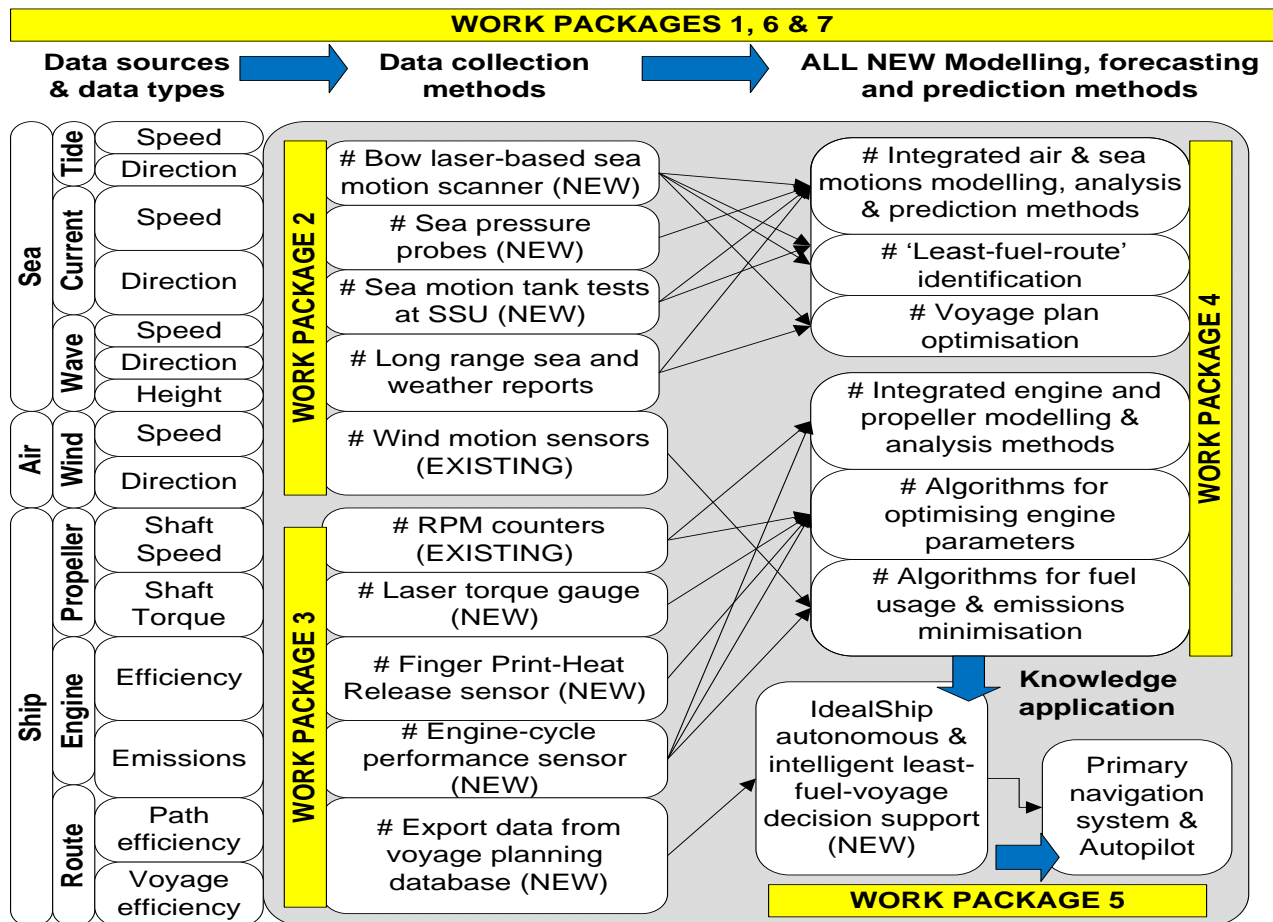 WORK PACKAGES 1, 6 & 7
Data sources
& data types
Data collection
methods
ALL NEW Modelling, forecasting
and prediction methods
Sea
Tide
Speed
Direction
Current
Speed
Direction
Wave
Speed
Direction
Height
Air
Wind
Speed
Direction
Ship
Propeller
Shaft
Speed
Shaft
Torque
Engine
Efficiency
Emissions
Route
Path
efficiency
Voyage
efficiency
WORK PACKAGE 2
# Bow laser-based sea
motion scanner (NEW)
# Sea pressure
probes (NEW)
# Sea motion tank tests
at SSU (NEW)
# Long range sea and
weather reports
# Wind motion sensors
(EXISTING)
WORK PACKAGE 3
# RPM counters
(EXISTING)
# Laser torque gauge
(NEW)
# Finger Print-Heat
Release sensor (NEW)
# Engine-cycle
performance sensor
(NEW)
# Export data from
voyage planning
database (NEW)
# Integrated air & sea
motions modelling, analysis
& prediction methods
# ‘Least-fuel-route’
identification
# Voyage plan
optimisation
# Integrated engine and
propeller modelling &
analysis methods
# Algorithms for
optimising engine
parameters
# Algorithms for fuel
usage & emissions
minimisation
WORK PACKAGE 4
Knowledge
application
IdealShip
autonomous &
intelligent least-
fuel-voyage
decision support
(NEW)
Primary
navigation
system &
Autopilot
WORK PACKAGE 5